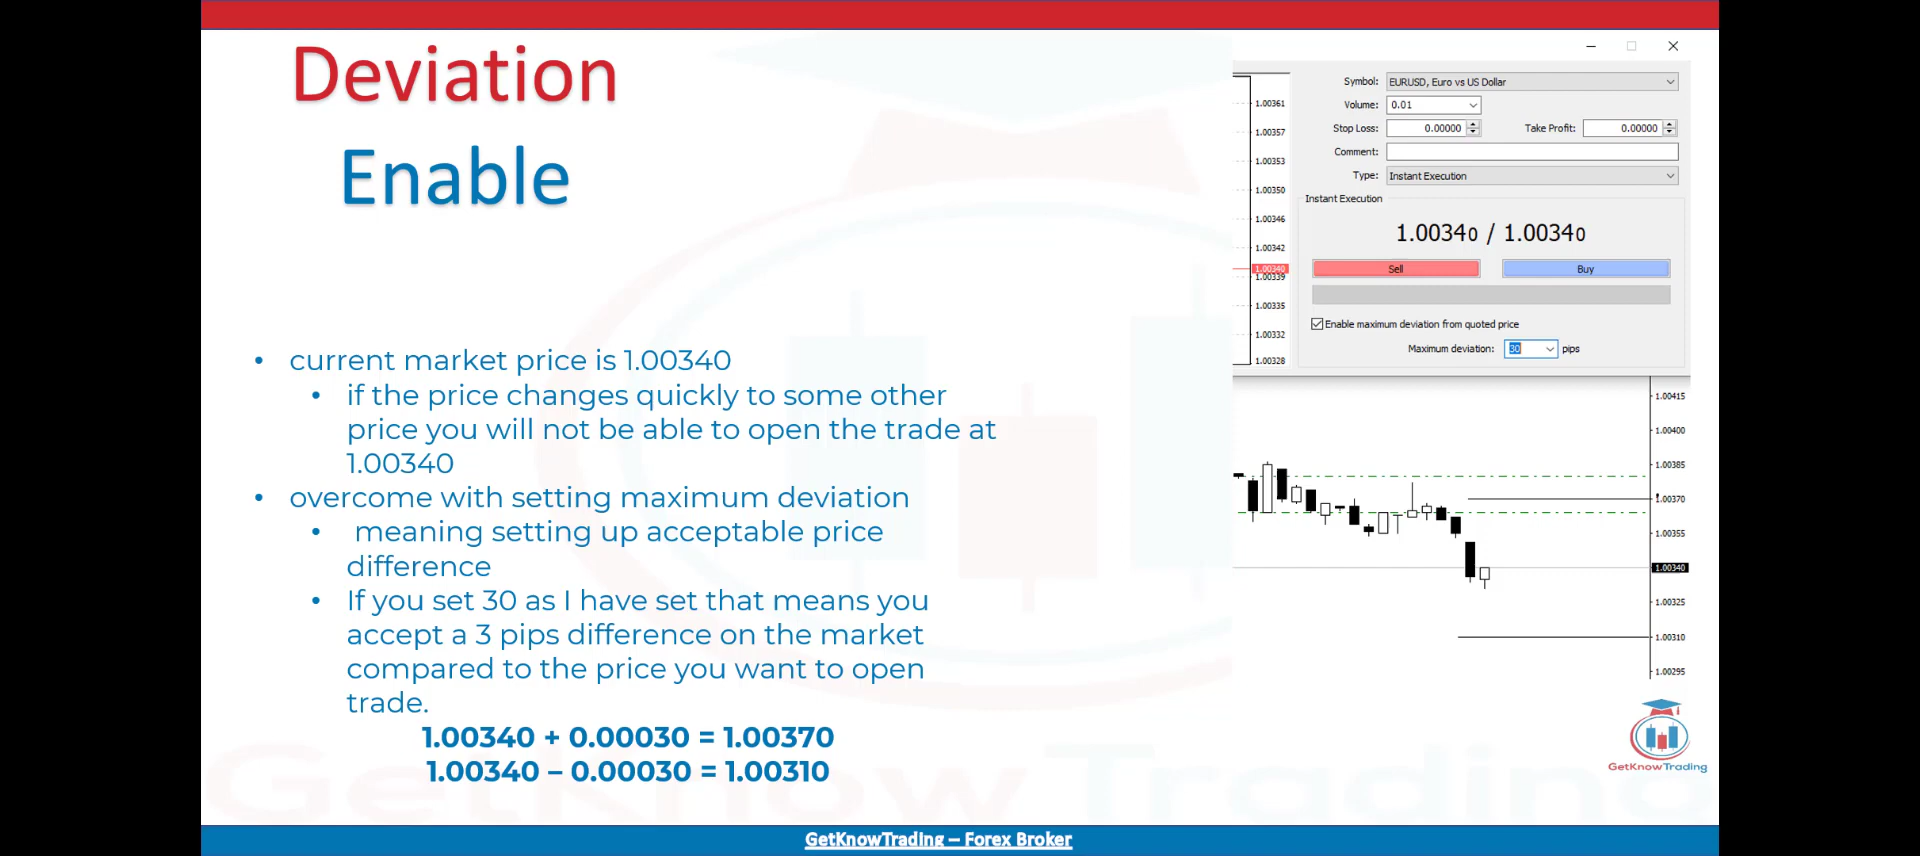 Deviation
Enable
• current market price is 1.00340
• if the price changes quickly to some other
price you will not be able to open the trade at
1.00340
• overcome with setting maximum deviation
• meaning setting up acceptable price
difference
• If you set 30 as I have set that means you
accept a 3 pips difference on the market
compared to the price you want to open
trade.
1.00340 + 0.00030 = 1.00370
1.00340 – 0.00030 = 1.00310
1.00361
1.00357
1.00353
1.00350
1.00346
1.00342
1.00340
1.00339
1.00335
1.00332
1.00328
Symbol: EURUSD, Euro vs US Dollar
Volume: 0.01
Stop Loss: 0.00000 Take Profit: 0.00000
Comment:
Type: Instant Execution
Instant Execution
1.00340 / 1.00340
Sell Buy
Enable maximum deviation from quoted price
Maximum deviation: 30 pips
1.00415
1.00400
1.00385
1.00370
1.00355
1.00340
1.00325
1.00310
1.00295
GetKnowTrading
GetKnow Trading
GetKnowTrading – Forex Broker